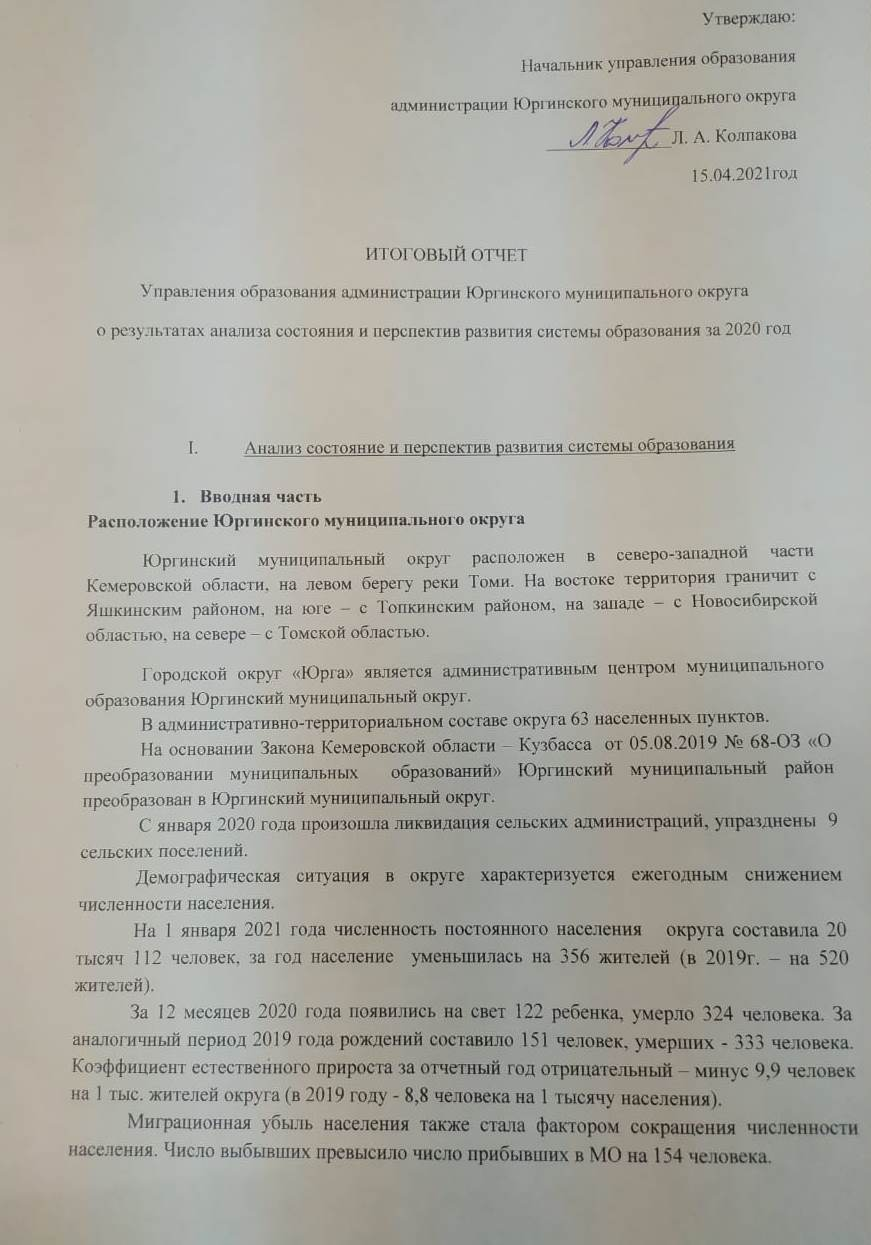 Утверждаю:
Начальник управления образования
администрации Юргинского муниципального округа
Л. А. Колпакова
15.04.2021год
ИТОГОВЫЙ ОТЧЕТ
Управления образования администрации Юргинского муниципального округа
о результатах анализа состояния и перспектив развития системы образования за 2020 год
I. Анализ состояние и перспектив развития системы образования
1. Вводная часть
Расположение Юргинского муниципального округа
Юргинский муниципальный округ расположен в северо-западной части
Кемеровской области, на левом берегу реки Томи. На востоке территория граничит с
Яшкинским районом, на юге – с Топкинским районом, на западе – с Новосибирской
областью, на севере – с Томской областью.
Городской округ «Юрга» является административным центром муниципального
образования Юргинский муниципальный округ.
В административно-территориальном составе округа 63 населенных пунктов.
На основании Закона Кемеровской области – Кузбасса от 05.08.2019 № 68-ОЗ «О
преобразовании муниципальных образований» Юргинский муниципальный район
преобразован в Юргинский муниципальный округ.
С января 2020 года произошла ликвидация сельских администраций, упразднены 9
сельских поселений.
Демографическая ситуация в округе характеризуется ежегодным снижением
численности населения.
На 1 января 2021 года численность постоянного населения округа составила 20
тысяч 112 человек, за год население уменьшилась на 356 жителей (в 2019г. – на 520
жителей).
За 12 месяцев 2020 года появились на свет 122 ребенка, умерло 324 человека. За
аналогичный период 2019 года рождений составило 151 человек, умерших - 333 человека.
Коэффициент естественного прироста за отчетный год отрицательный – минус 9,9 человек
на 1 тыс. жителей округа (в 2019 году - 8,8 человека на 1 тысячу населения).
Миграционная убыль населения также стала фактором сокращения численности
населения. Число выбывших превысило число прибывших в МО на 154 человека.